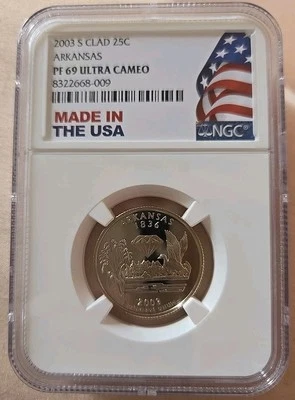 2003 S CLAD 25C
ARKANSAS
PF 69 ULTRA CAMEO
8322668-009
MADE IN
THE USA
NGC®
ARKANSAS
1836
2003